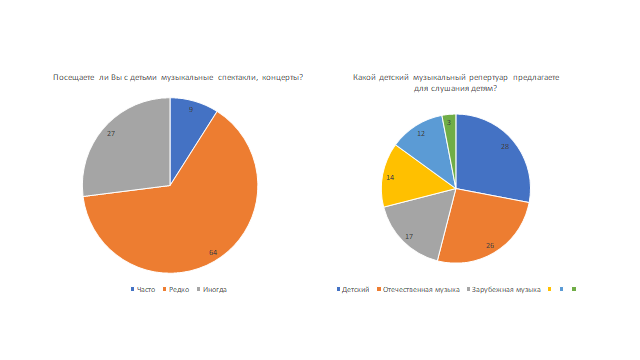 Посещаете ли Вы с детьми музыкальные спектакли, концерты?
9
27
64
Часто Редко Иногда
Какой детский музыкальный репертуар предлагаете
для слушания детям?
3
12
28
14
17
26
Детский Отечественная музыка Зарубежная музыка